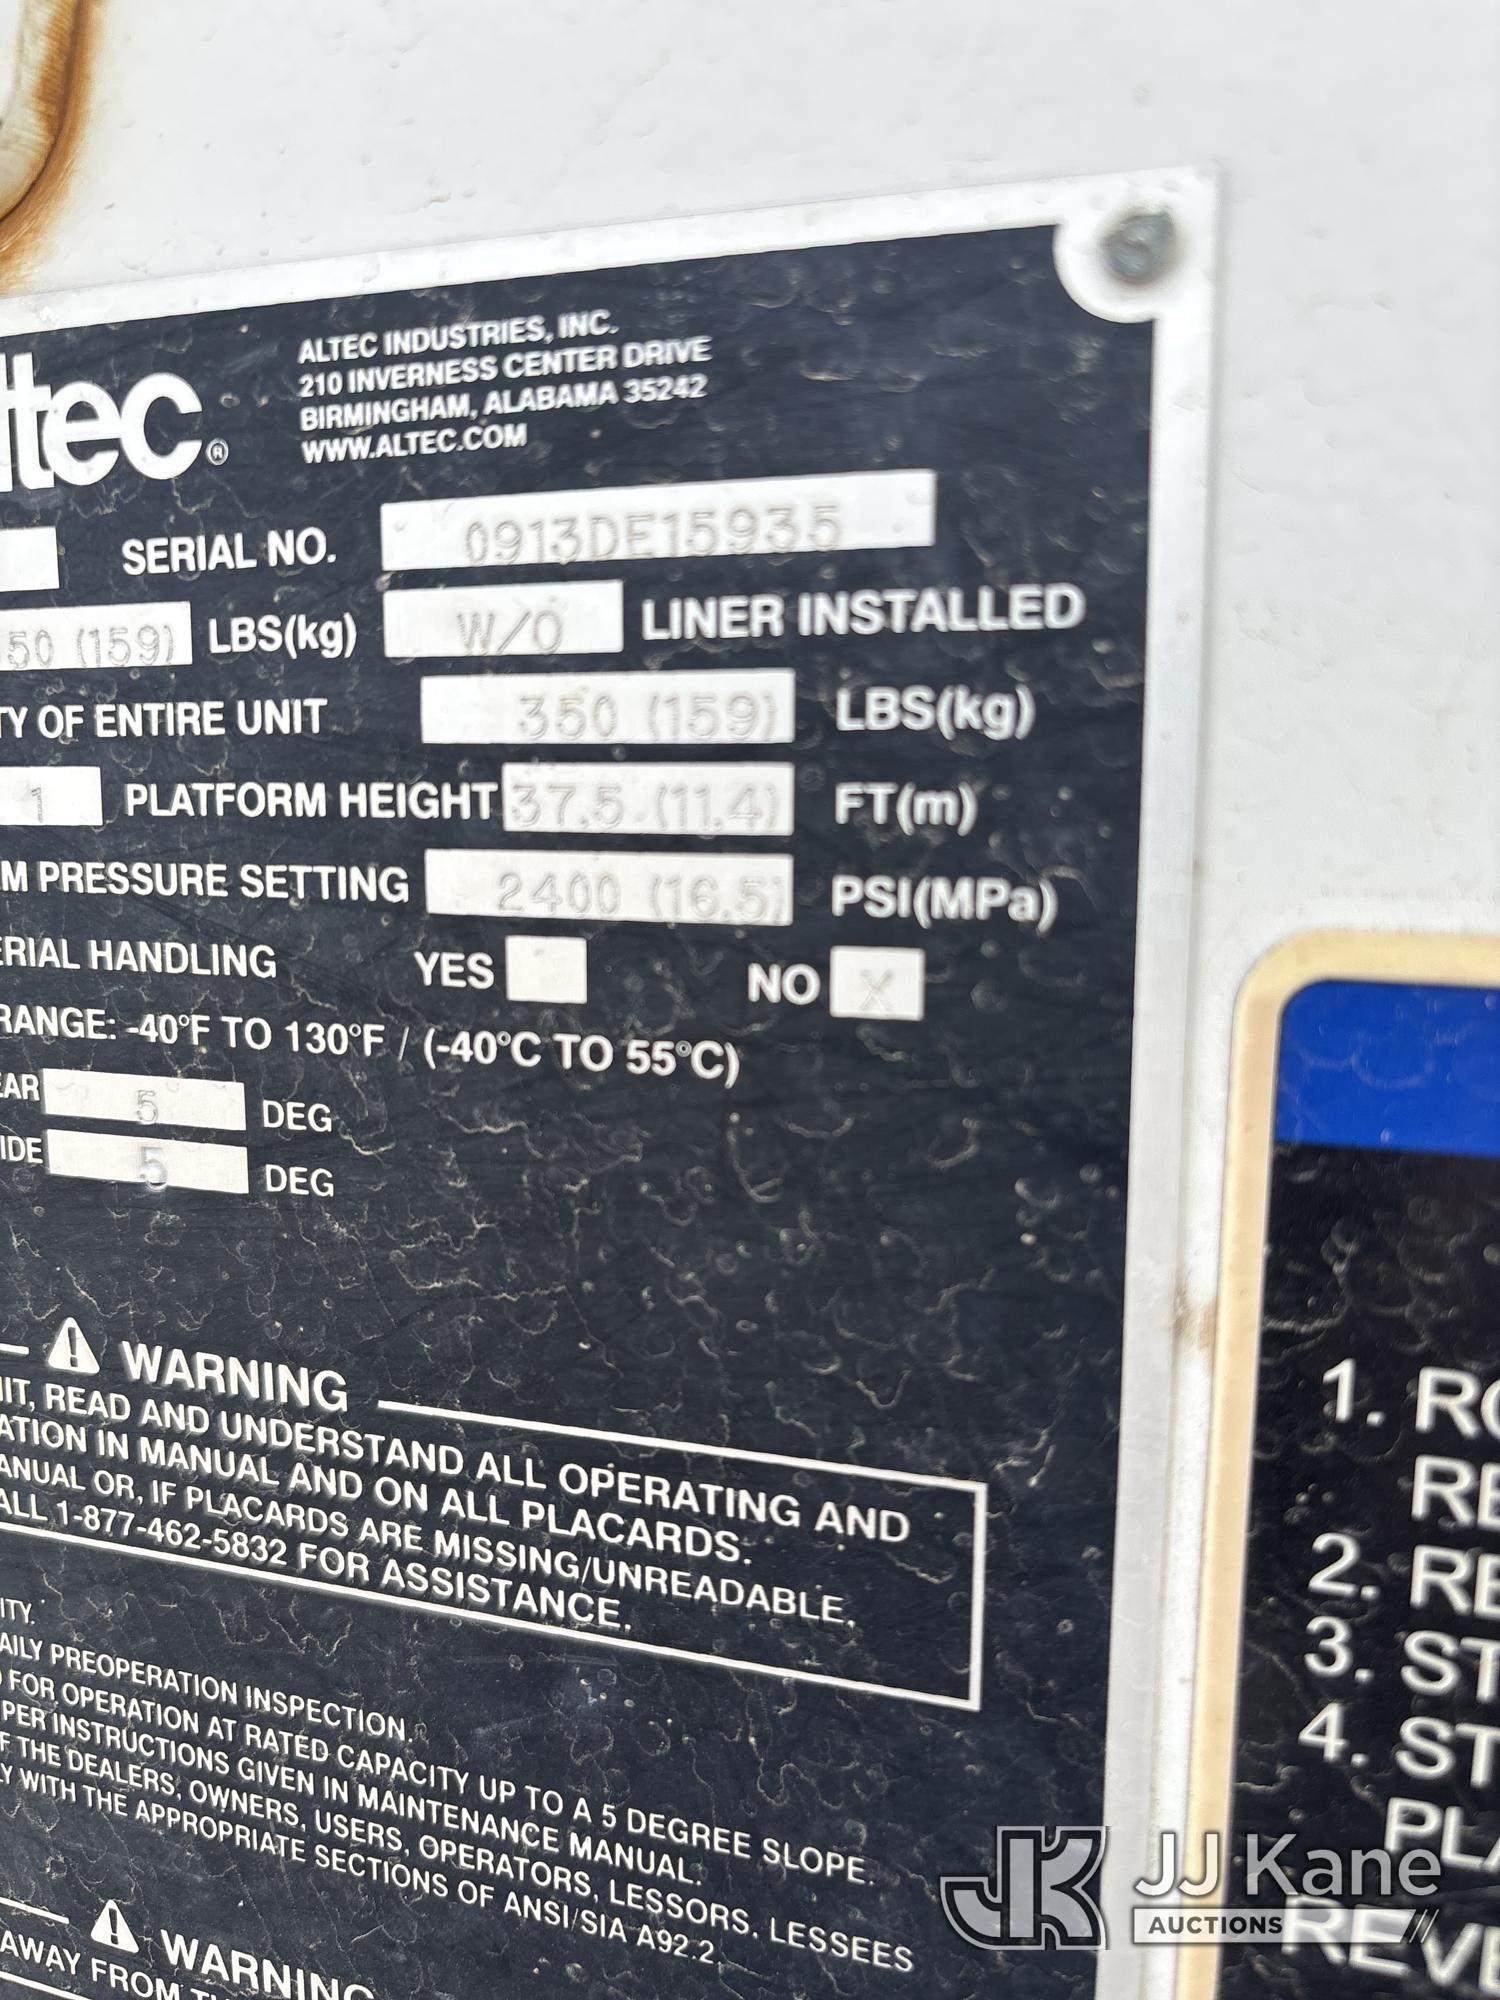 ltec®
ALTEC INDUSTRIES, INC.
210 INVERNESS CENTER DRIVE
BIRMINGHAM, ALABAMA 35242
WWW.ALTEC.COM
SERIAL NO. 0913DE15935
50 (159) LBS(kg) W/O LINER INSTALLED
TY OF ENTIRE UNIT 350 (159) LBS(kg)
1 PLATFORM HEIGHT 37.5 (11.4) FT(m)
EM PRESSURE SETTING 2400 (16.5) PSI(MPa)
ERIAL HANDLING YES NO X
RANGE: -40°F TO 130°F / (-40°C TO 55°C)
EAR 5 DEG
IDE 5 DEG
WARNING
NIT, READ AND UNDERSTAND ALL OPERATING AND
ATION IN MANUAL AND ON ALL PLACARDS.
ANUAL OR, IF PLACARDS ARE MISSING/UNREADABLE,
ALL 1-877-462-5832 FOR ASSISTANCE.
ITY.
AILY PREOPERATION INSPECTION.
FOR OPERATION AT RATED CAPACITY UP TO A 5 DEGREE SLOPE.
PER INSTRUCTIONS GIVEN IN MAINTENANCE MANUAL.
F THE DEALERS, OWNERS, USERS, OPERATORS, LESSORS, LESSEES
LY WITH THE APPROPRIATE SECTIONS OF ANSI/SIA A92.2.
WARNING
AWAY FROM
1. RO
RE
2. RE
3. ST
4. ST
PLA
REVE
JK JJ Kane
AUCTIONS